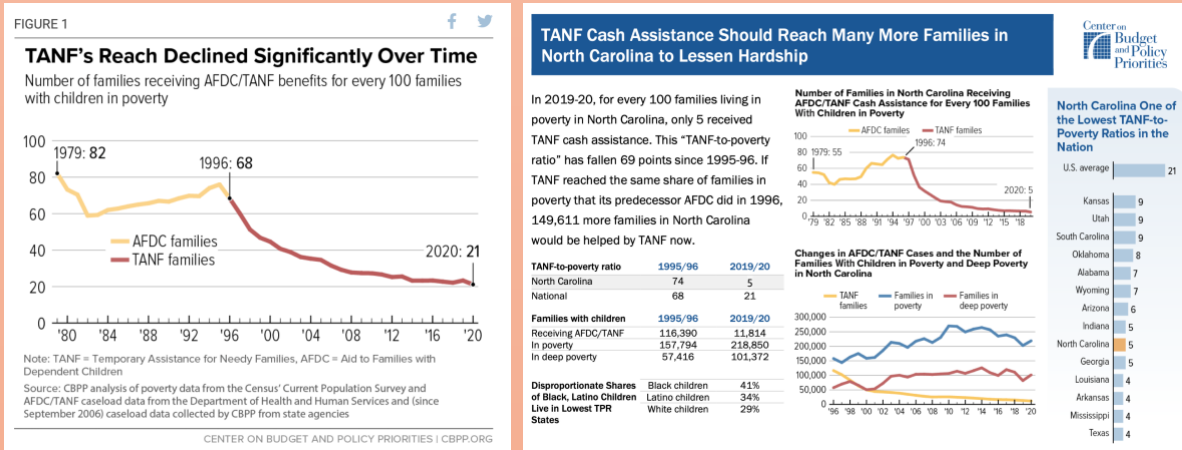 FIGURE 1
TANF's Reach Declined Significantly Over Time
Number of families receiving AFDC/TANF benefits for every 100 families
with children in poverty
100
80
60
40
20
0
1979: 82
1996: 68
2020: 21
AFDC families
TANF families
'80 '84 '88 '92 '96 '00 '04 '08 '12 '16 '20
Note: TANF = Temporary Assistance for Needy Families, AFDC = Aid to Families with
Dependent Children
Source: CBPP analysis of poverty data from the Census' Current Population Survey and
AFDC/TANF caseload data from the Department of Health and Human Services and (since
September 2006) caseload data collected by CBPP from state agencies
CENTER ON BUDGET AND POLICY PRIORITIES | CBPP.ORG
TANF Cash Assistance Should Reach Many More Families in
North Carolina to Lessen Hardship
Center on
Budget
and Policy
Priorities
In 2019-20, for every 100 families living in
poverty in North Carolina, only 5 received
TANF cash assistance. This "TANF-to-poverty
ratio" has fallen 69 points since 1995-96. If
TANF reached the same share of families in
poverty that its predecessor AFDC did in 1996,
149,611 more families in North Carolina
would be helped by TANF now.
TANF-to-poverty ratio 1995/96 2019/20
North Carolina 74 5
National 68 21
Families with children 1995/96 2019/20
Receiving AFDC/TANF 116,390 11,814
In poverty 157,794 218,850
In deep poverty 57,416 101,372
Disproportionate Shares
of Black, Latino Children
Live in Lowest TPR
States
Black children 41%
Latino children 34%
White children 29%
Number of Families in North Carolina Receiving
AFDC/TANF Cash Assistance for Every 100 Families
With Children in Poverty
AFDC families TANF families
100
80
60
40
20
0
1979: 55
1996: 74
2020: 5
'79 '82 '85 '88 '91 '94 '97 '00 '03 '06 '09 '12 '15 '18
Changes in AFDC/TANF Cases and the Number of
Families With Children in Poverty and Deep Poverty
in North Carolina
TANF
families
Families in
poverty
Families in
deep poverty
300,000
250,000
200,000
150,000
100,000
50,000
0
'96 '98 '00 '02 '04 '06 '08 '10 '12 '14 '16 '18 '20
North Carolina One of
the Lowest TANF-to-
Poverty Ratios in the
Nation
U.S. average 21
Kansas 9
Utah 9
South Carolina 9
Oklahoma 8
Alabama 7
Wyoming 7
Arizona 6
Indiana 5
North Carolina 5
Georgia 5
Louisiana 4
Arkansas 4
Mississippi 4
Texas 4